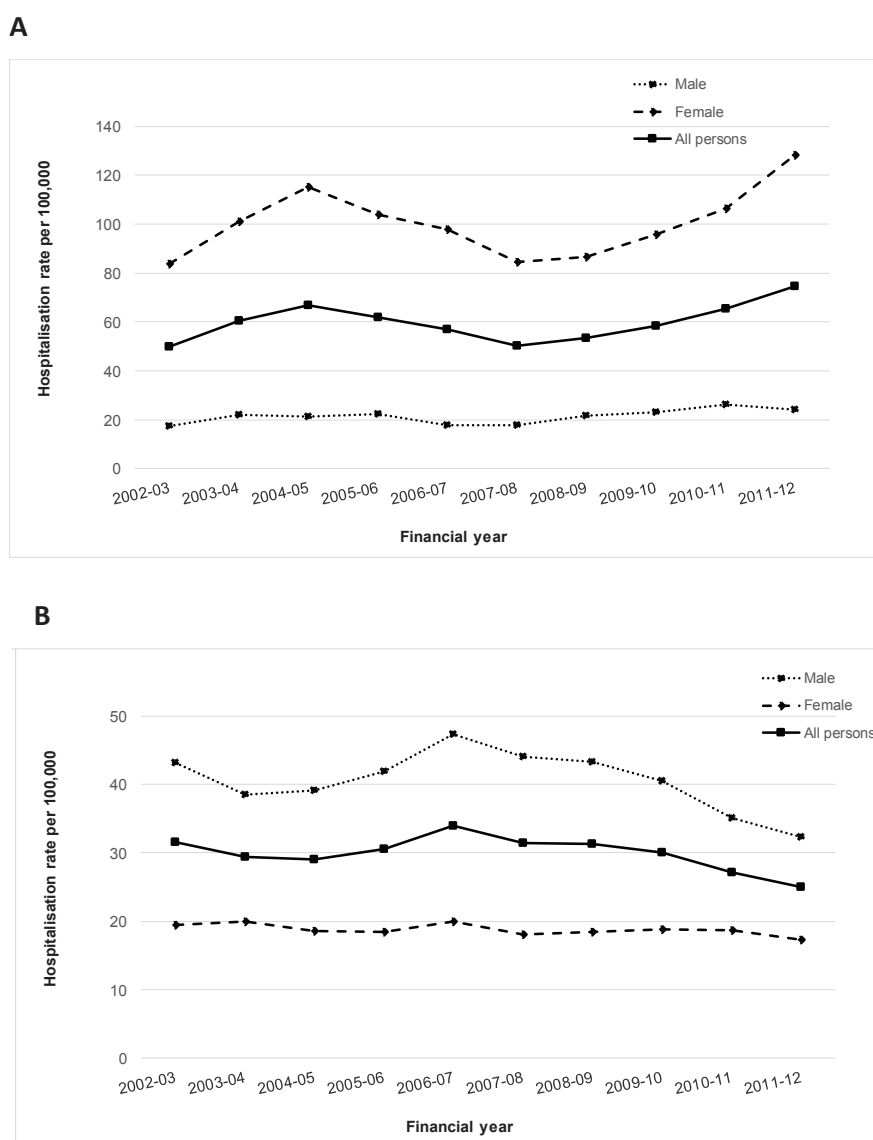 A
Male
Female
All persons
Hospitalisation rate per 100,000
140
120
100
80
60
40
20
0
2002-03 2003-04 2004-05 2005-06 2006-07 2007-08 2008-09 2009-10 2010-11 2011-12
Financial year
B
Male
Female
All persons
Hospitalisation rate per 100,000
50
40
30
20
10
0
2002-03 2003-04 2004-05 2005-06 2006-07 2007-08 2008-09 2009-10 2010-11 2011-12
Financial year